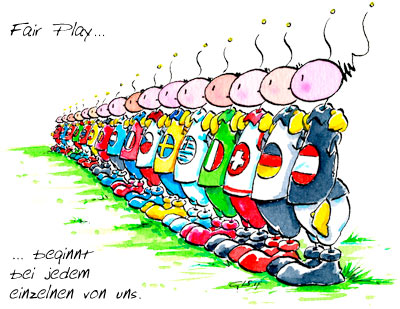 Fair Play...
... beginnt
bei jedem
einzelnen von uns.